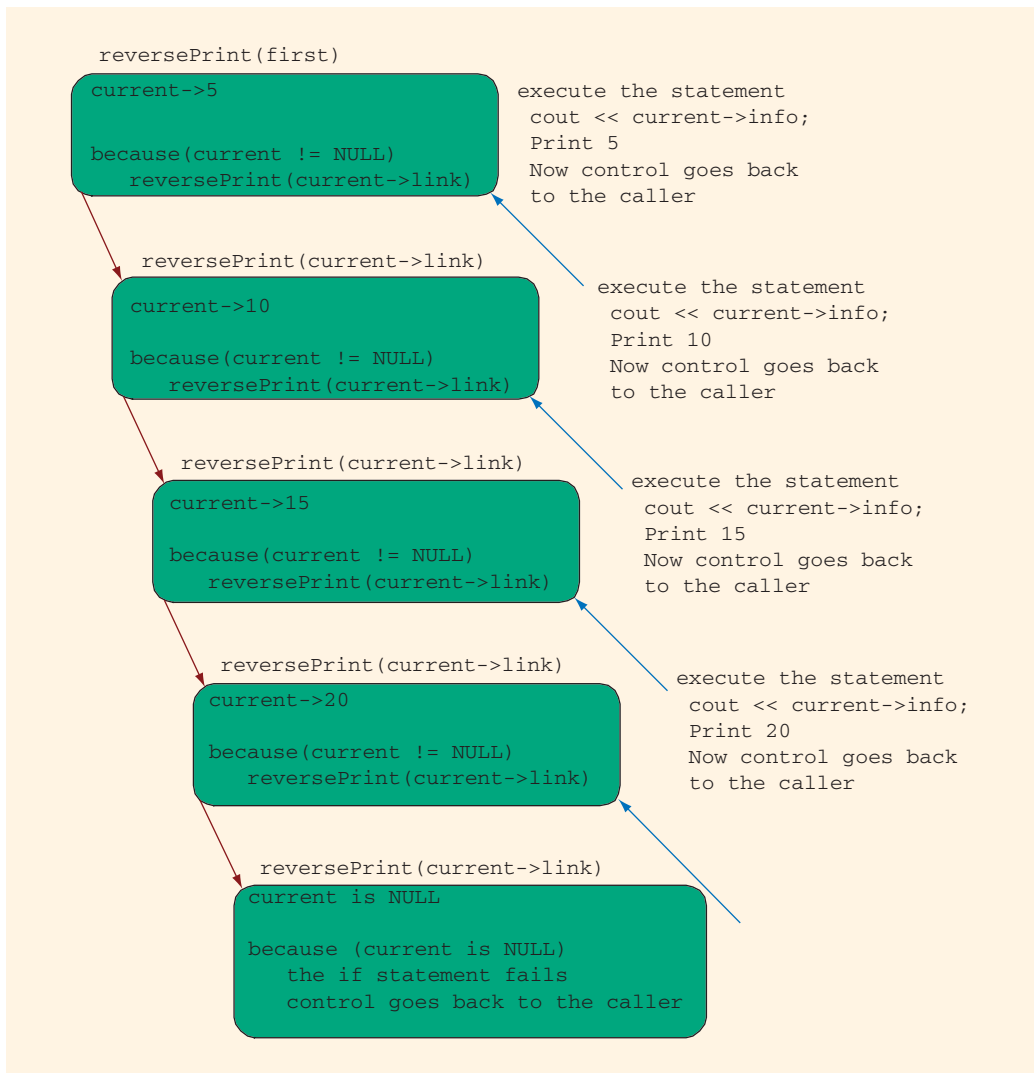 reversePrint(first)
current->5
because(current != NULL)
reversePrint(current->link)
execute the statement
cout << current->info;
Print 5
Now control goes back
to the caller
reversePrint(current->link)
current->10
because(current != NULL)
reversePrint(current->link)
execute the statement
cout << current->info;
Print 10
Now control goes back
to the caller
reversePrint(current->link)
current->15
because(current != NULL)
reversePrint(current->link)
execute the statement
cout << current->info;
Print 15
Now control goes back
to the caller
reversePrint(current->link)
current->20
because(current != NULL)
reversePrint(current->link)
execute the statement
cout << current->info;
Print 20
Now control goes back
to the caller
reversePrint(current->link)
current is NULL
because (current is NULL)
the if statement fails
control goes back to the caller